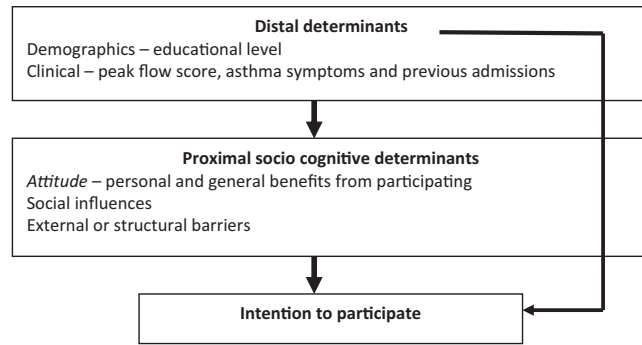 Distal determinants
Demographics – educational level
Clinical – peak flow score, asthma symptoms and previous admissions
Proximal socio cognitive determinants
Attitude – personal and general benefits from participating
Social influences
External or structural barriers
Intention to participate